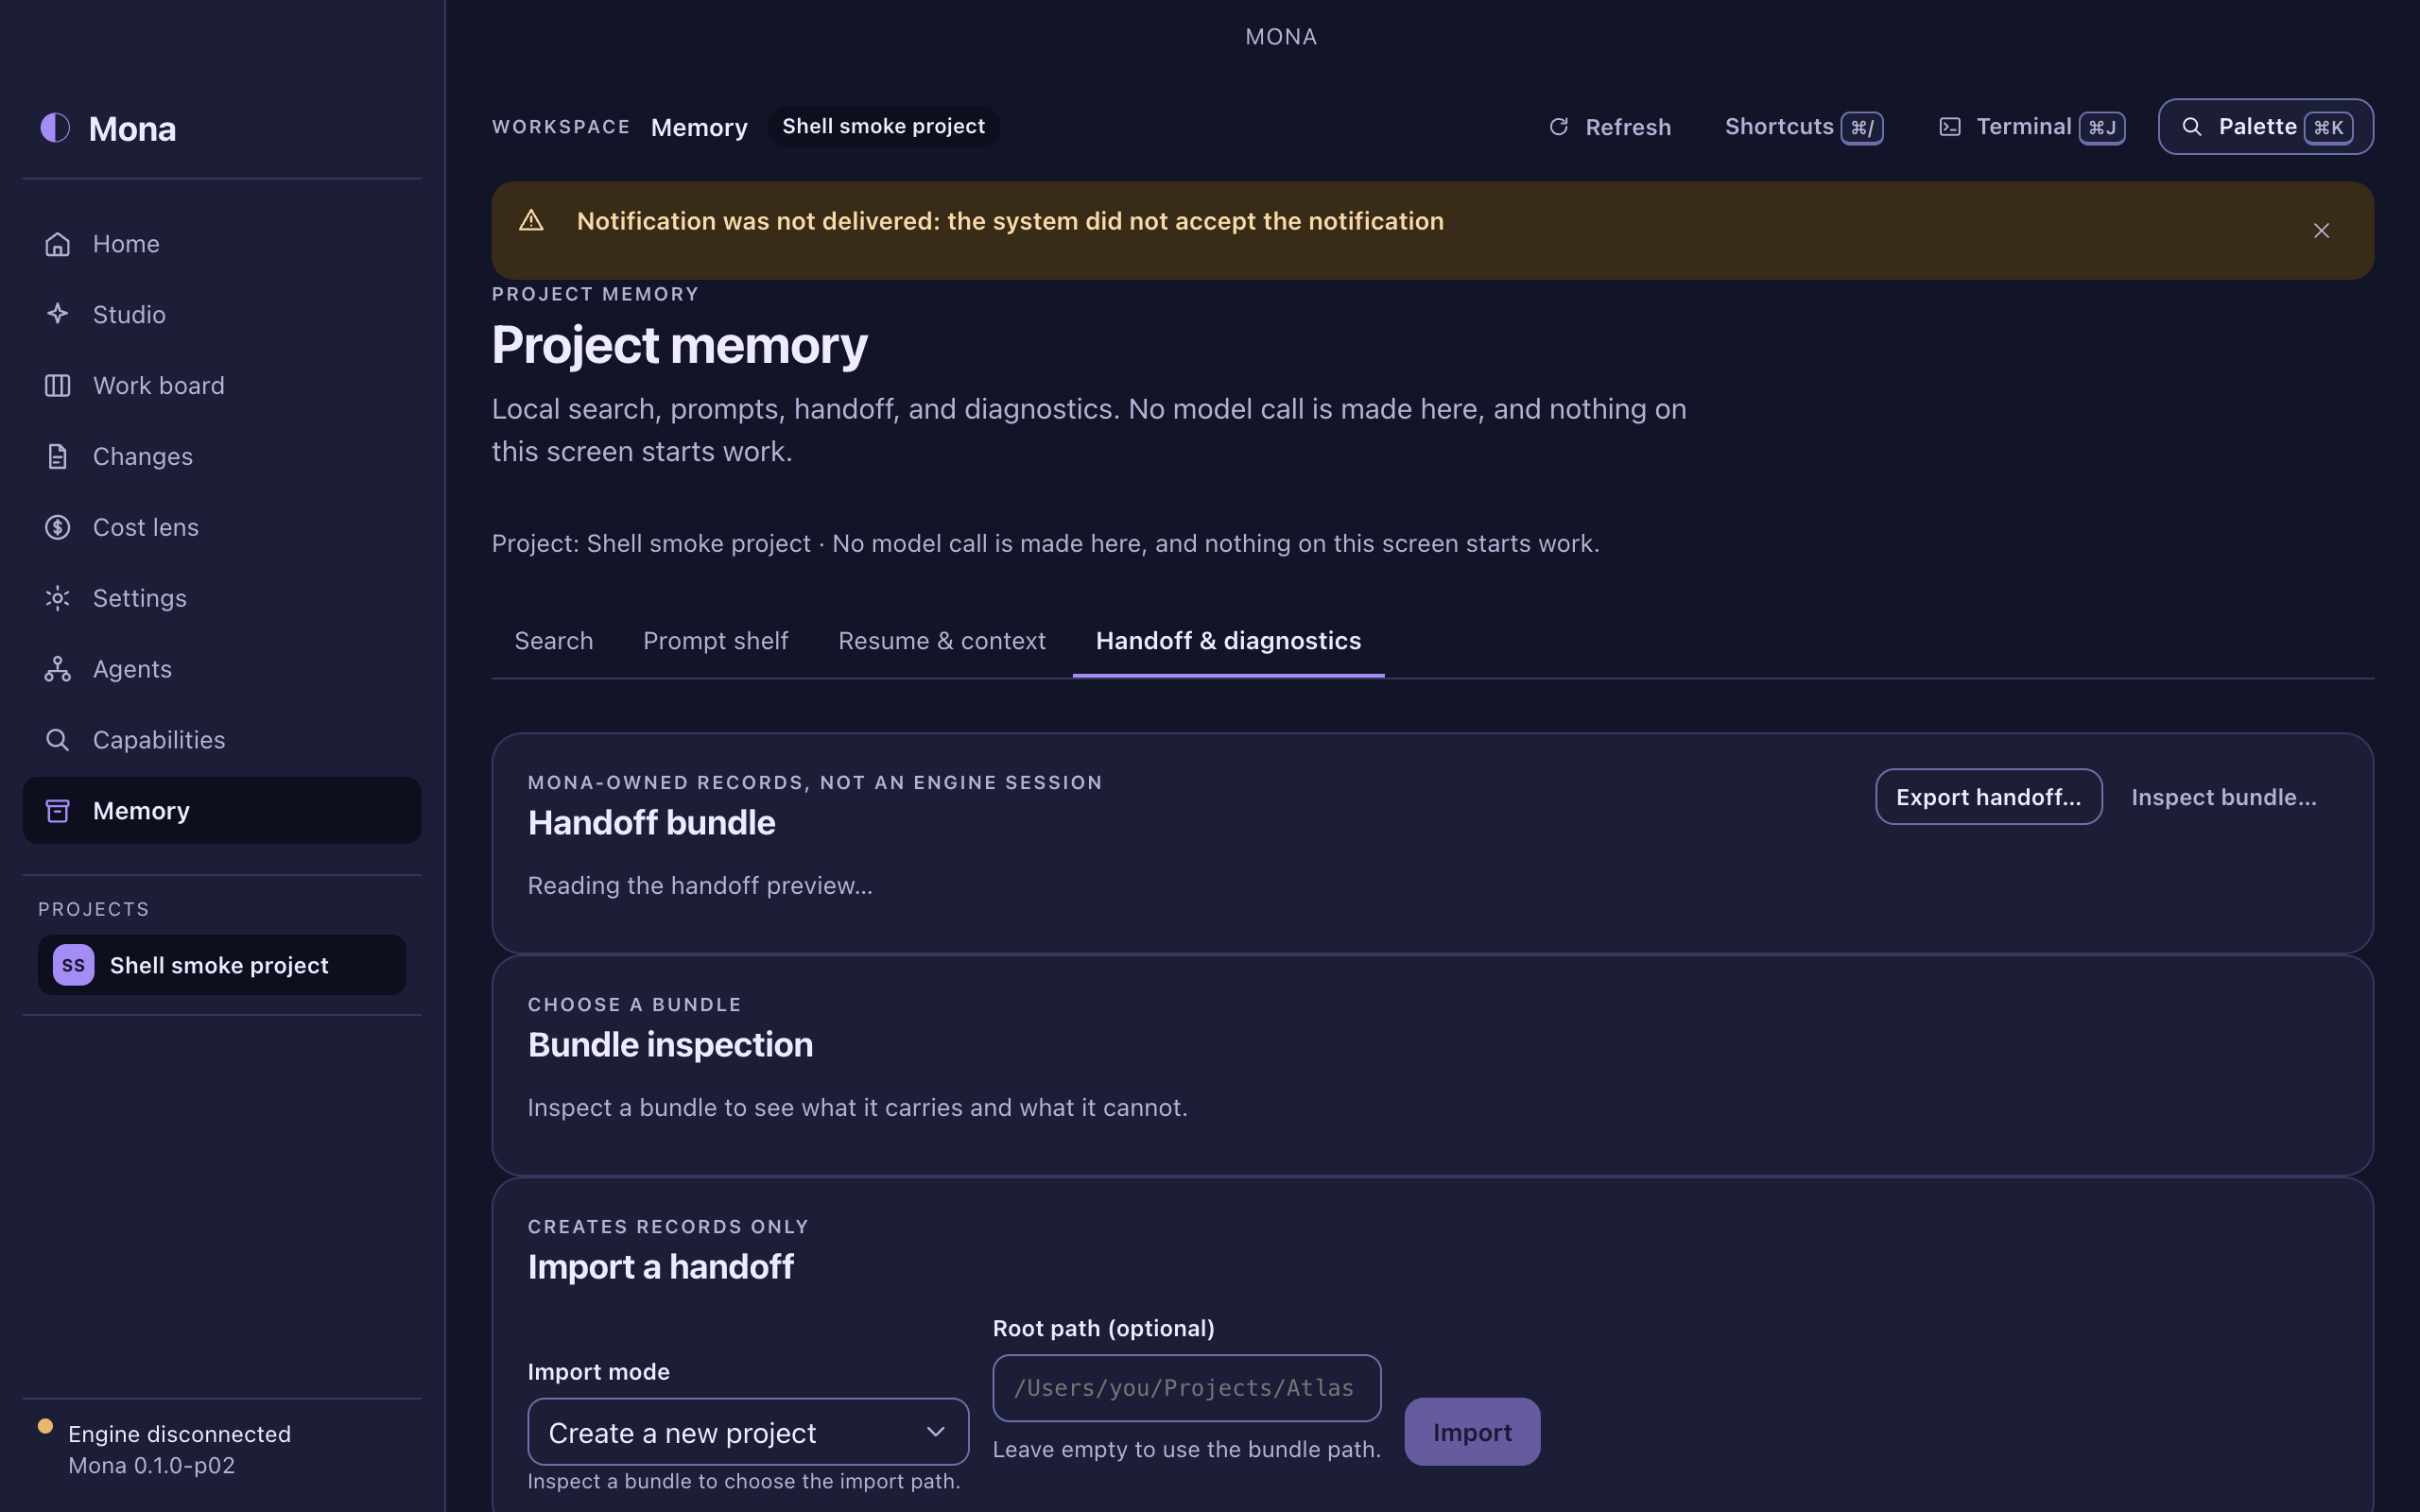 MONA
Mona
Home
Studio
Work board
Changes
Cost lens
Settings
Agents
Capabilities
Memory
PROJECTS
SS Shell smoke project
Engine disconnected
Mona 0.1.0-p02
WORKSPACE Memory Shell smoke project
Refresh Shortcuts ⌘/ Terminal ⌘J Palette ⌘K
Notification was not delivered: the system did not accept the notification
PROJECT MEMORY
Project memory
Local search, prompts, handoff, and diagnostics. No model call is made here, and nothing on
this screen starts work.
Project: Shell smoke project · No model call is made here, and nothing on this screen starts work.
Search Prompt shelf Resume & context Handoff & diagnostics
MONA-OWNED RECORDS, NOT AN ENGINE SESSION
Handoff bundle
Export handoff... Inspect bundle...
Reading the handoff preview...
CHOOSE A BUNDLE
Bundle inspection
Inspect a bundle to see what it carries and what it cannot.
CREATES RECORDS ONLY
Import a handoff
Import mode
Create a new project
Inspect a bundle to choose the import path.
Root path (optional)
/Users/you/Projects/Atlas
Leave empty to use the bundle path.
Import